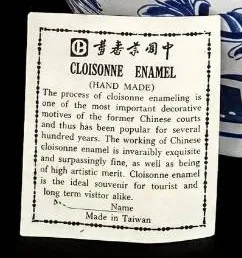 中國景泰藍
CLOISONNE ENAMEL
(HAND MADE)
The process of cloisonne enameling is
one of the most important decorative
motives of the former Chinese courts
and thus has been popular for several
hundred years. The working of Chinese
cloisonne enamel is invariably exquisite
and surpassingly fine, as well as being
of high artistic merit. Cloisonne enamel
is the ideal souvenir for tourist and
long term visitor alike.
No. Name
Made in Taiwan